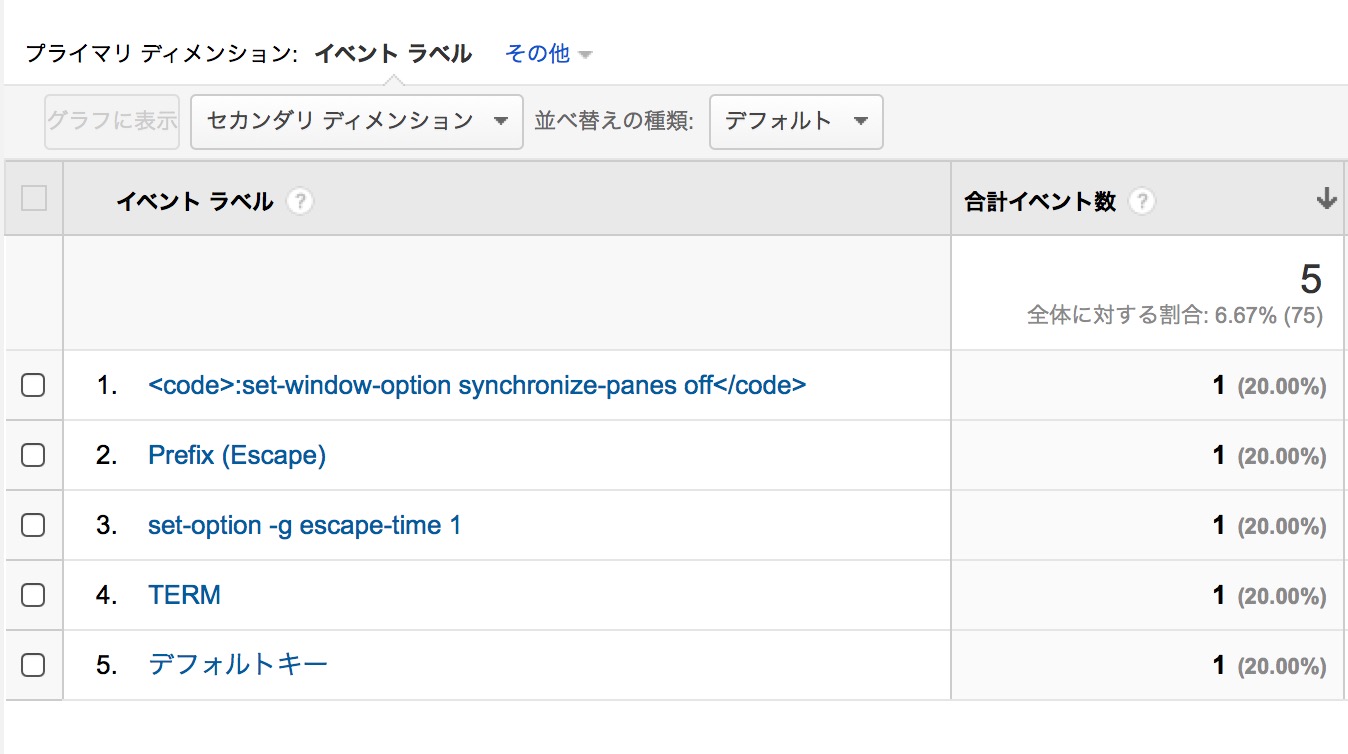 プライマリ ディメンション: イベント ラベル その他
グラフに表示 セカンダリ ディメンション 並べ替えの種類: デフォルト
イベント ラベル ? 合計イベント数 ?
5
全体に対する割合: 6.67% (75)
1. <code>:set-window-option synchronize-panes off</code> 1 (20.00%)
2. Prefix (Escape) 1 (20.00%)
3. set-option -g escape-time 1 1 (20.00%)
4. TERM 1 (20.00%)
5. デフォルトキー 1 (20.00%)